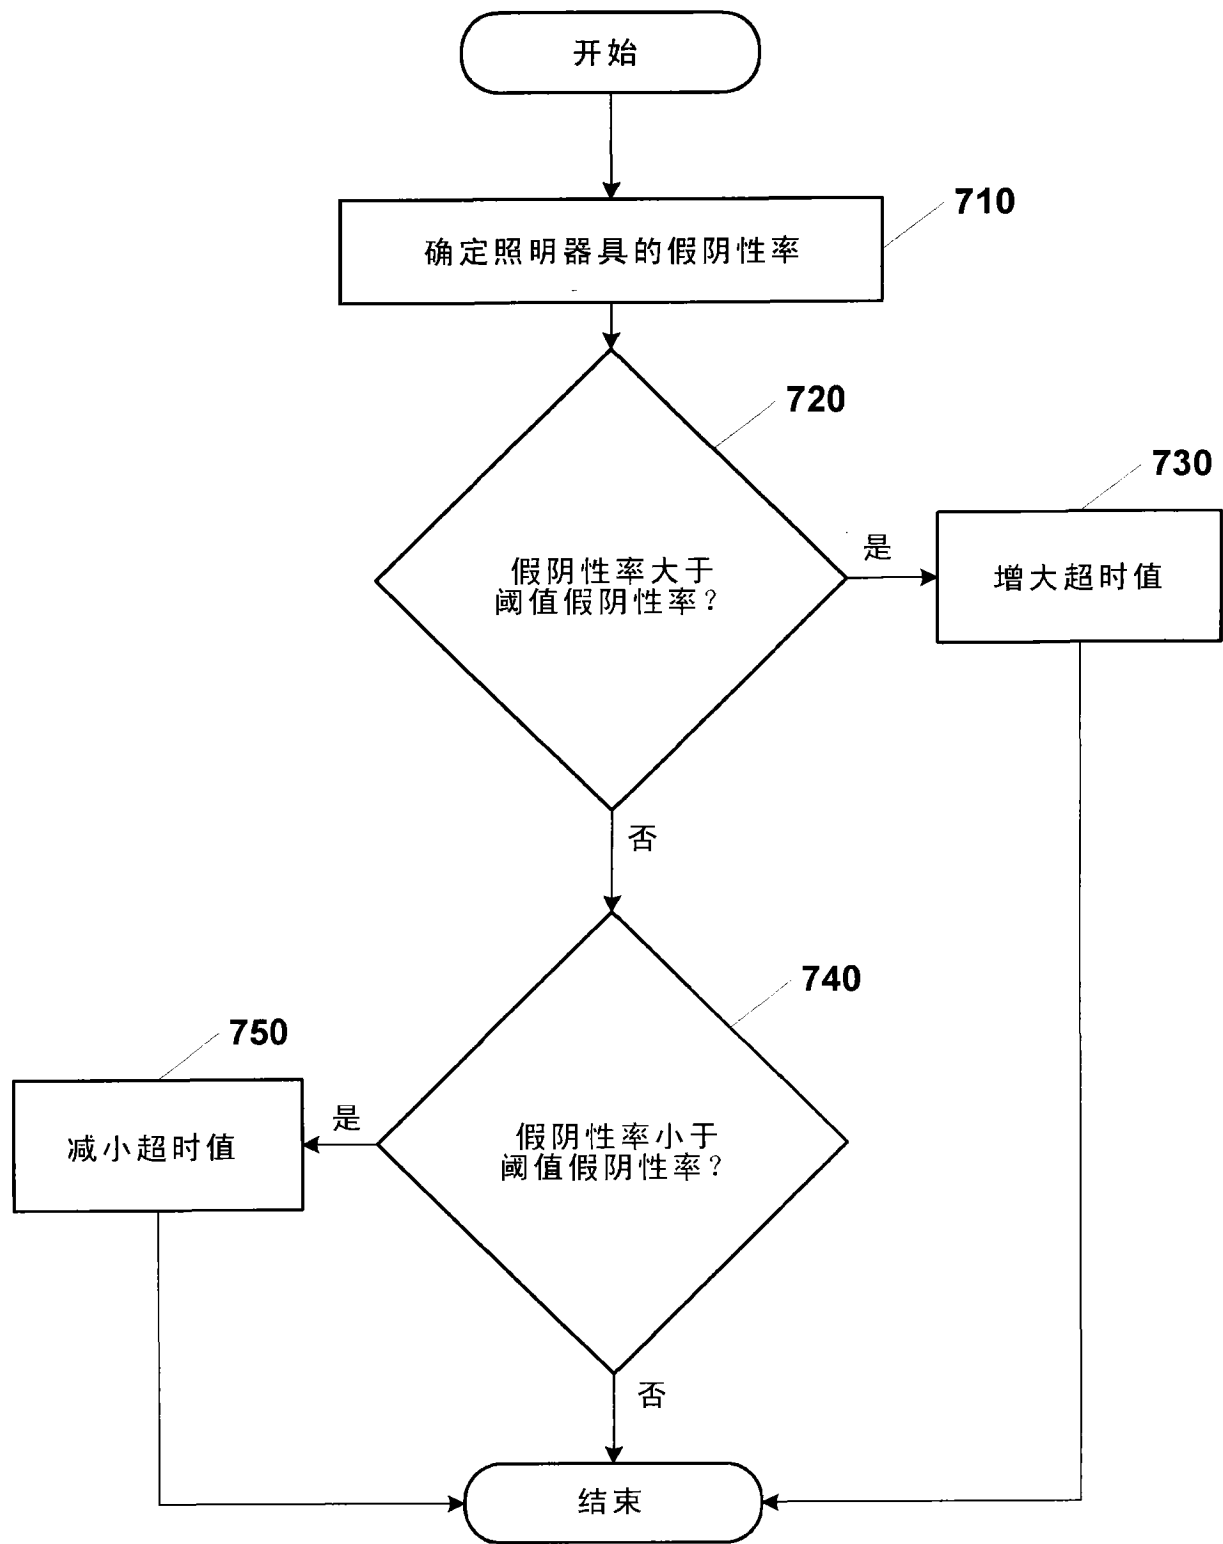 开始
710
确定照明器具的假阴性率
720
730
是
假阴性率大于
阈值假阴性率？
增大超时值
否
740
750
是
假阴性率小于
阈值假阴性率？
减小超时值
否
结束